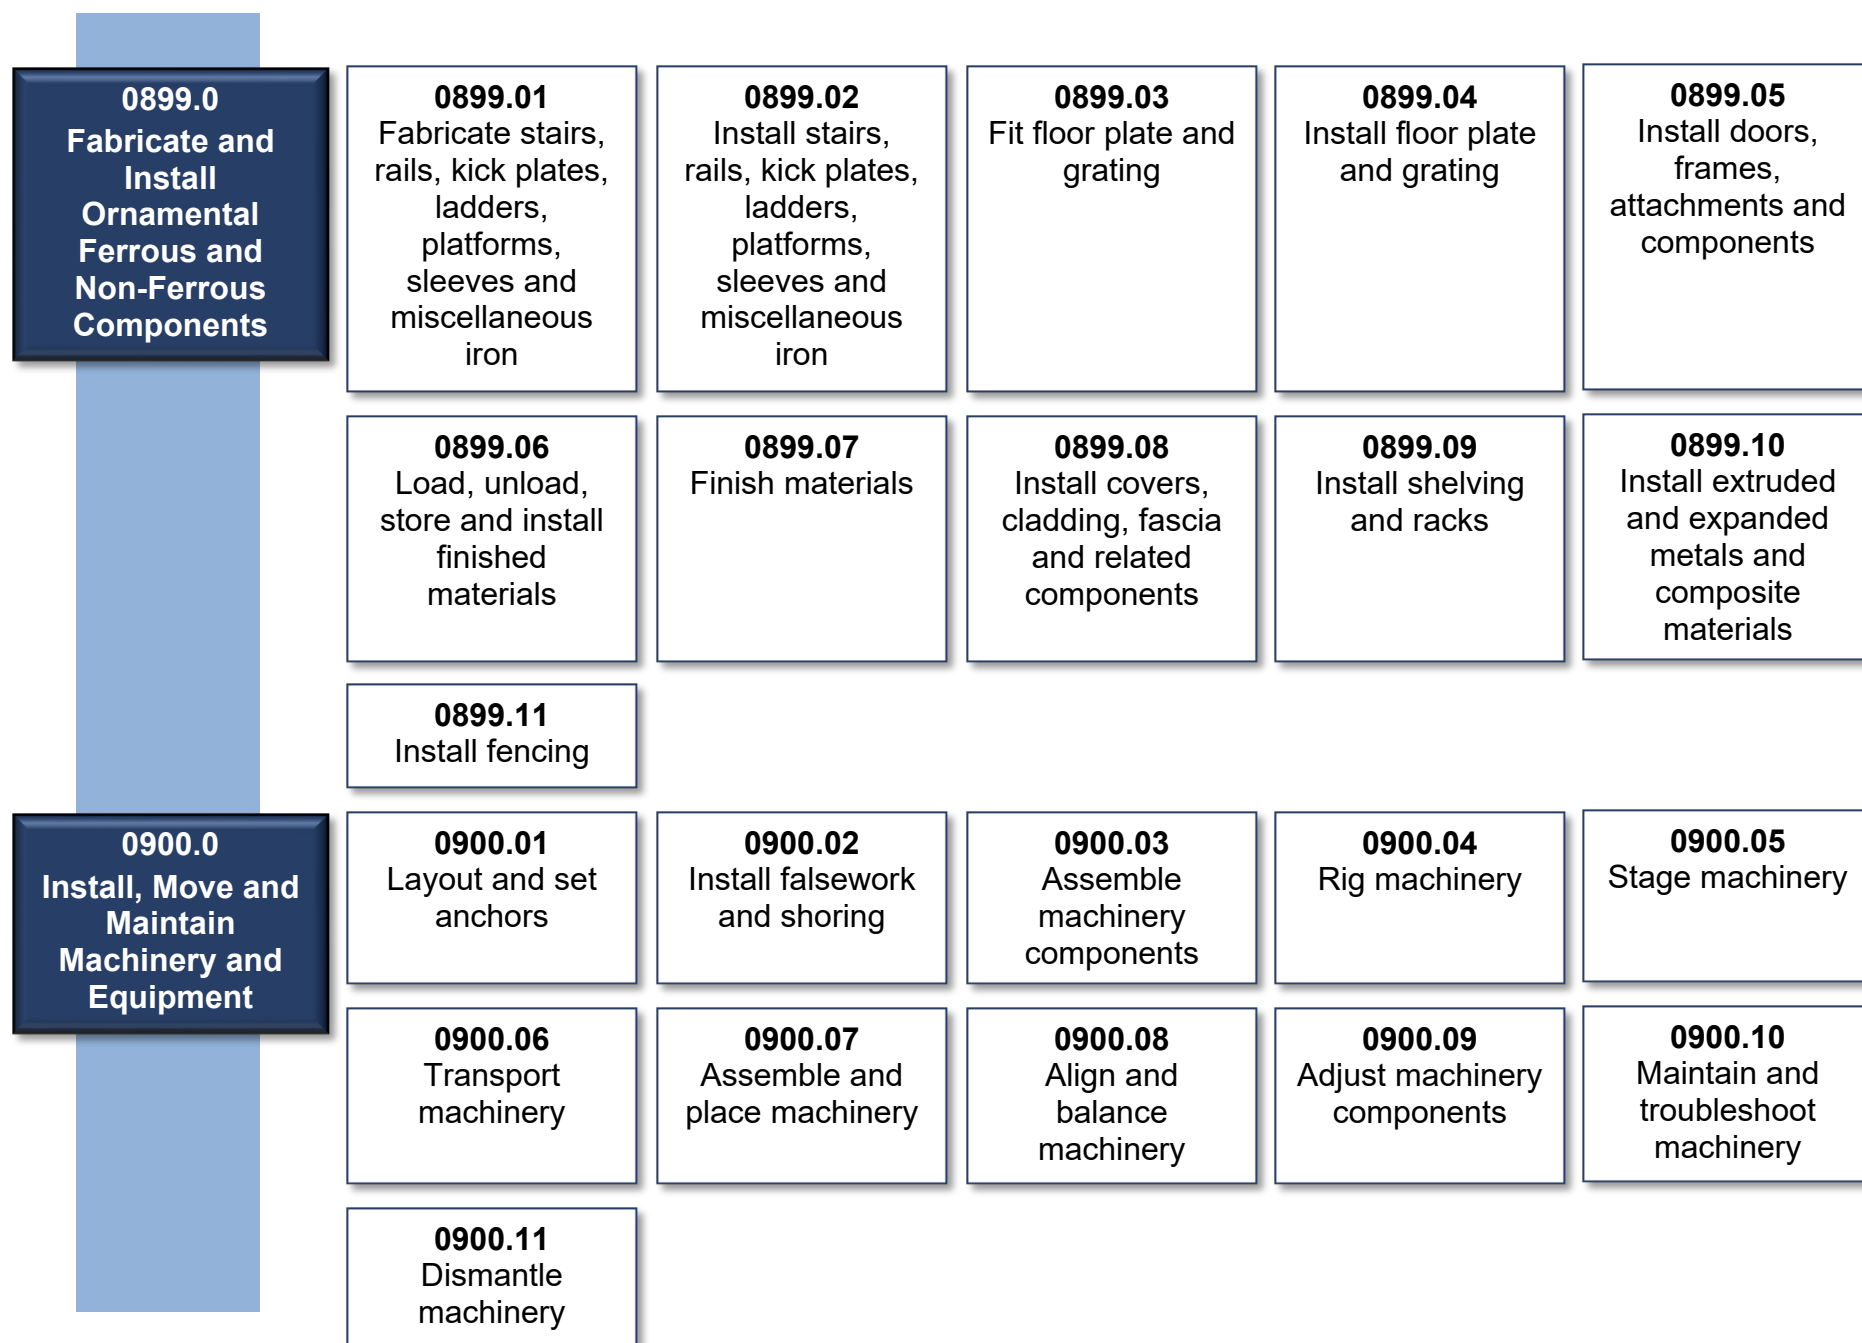 0899.0
Fabricate and
Install
Ornamental
Ferrous and
Non-Ferrous
Components
0899.01
Fabricate stairs,
rails, kick plates,
ladders,
platforms,
sleeves and
miscellaneous
iron
0899.02
Install stairs,
rails, kick plates,
ladders,
platforms,
sleeves and
miscellaneous
iron
0899.03
Fit floor plate and
grating
0899.04
Install floor plate
and grating
0899.05
Install doors,
frames,
attachments and
components
0899.06
Load, unload,
store and install
finished
materials
0899.07
Finish materials
0899.08
Install covers,
cladding, fascia
and related
components
0899.09
Install shelving
and racks
0899.10
Install extruded
and expanded
metals and
composite
materials
0899.11
Install fencing
0900.0
Install, Move and
Maintain
Machinery and
Equipment
0900.01
Layout and set
anchors
0900.02
Install falsework
and shoring
0900.03
Assemble
machinery
components
0900.04
Rig machinery
0900.05
Stage machinery
0900.06
Transport
machinery
0900.07
Assemble and
place machinery
0900.08
Align and
balance
machinery
0900.09
Adjust machinery
components
0900.10
Maintain and
troubleshoot
machinery
0900.11
Dismantle
machinery